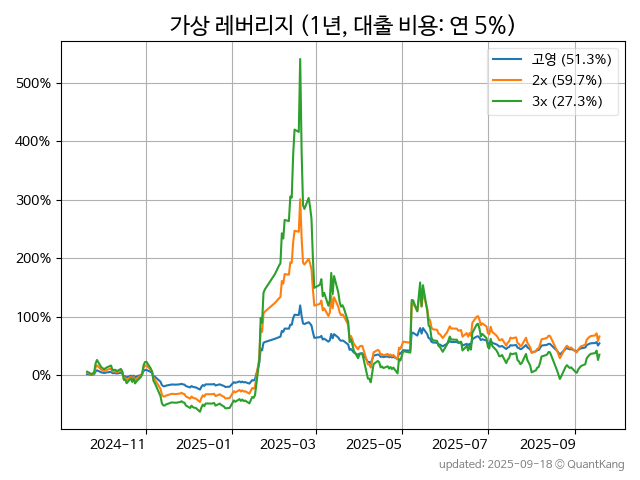 가상 레버리지 (1년, 대출 비용: 연 5%)
고영 (51.3%)
2x (59.7%)
3x (27.3%)
500%
400%
300%
200%
100%
0%
2024-11 2025-01 2025-03 2025-05 2025-07 2025-09
updated: 2025-09-18 © QuantKang